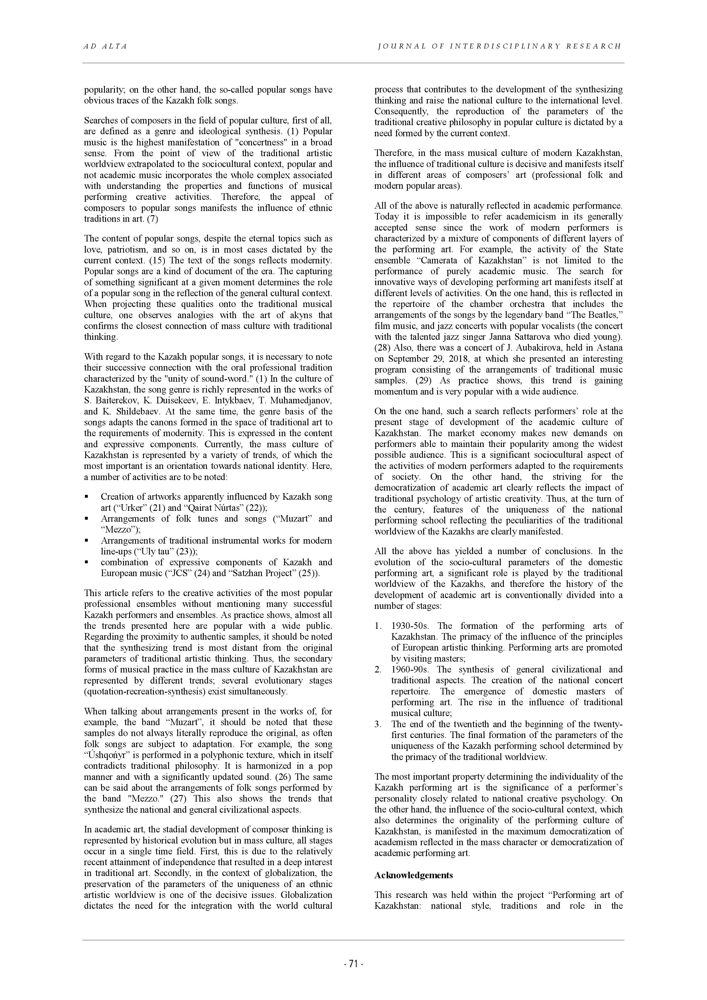 AD ALTA
JOURNAL OF INTERDISCIPLINARY RESEARCH
popularity; on the other hand, the so-called popular songs have
obvious traces of the Kazakh folk songs.
Searches of composers in the field of popular culture, first of all,
are defined as a genre and ideological synthesis. (1) Popular
music is the highest manifestation of "concertness" in a broad
sense. From the point of view of the traditional artistic
worldview extrapolated to the sociocultural context, popular and
not academic music incorporates the whole complex associated
with understanding the properties and functions of musical
performing creative activities. Therefore, the appeal of
composers to popular songs manifests the influence of ethnic
traditions in art. (7)
The content of popular songs, despite the eternal topics such as
love, patriotism, and so on, is in most cases dictated by the
current context. (15) The text of the songs reflects modernity.
Popular songs are a kind of document of the era. The capturing
of something significant at a given moment determines the role
of a popular song in the reflection of the general cultural context.
When projecting these qualities onto the traditional musical
culture, one observes analogies with the art of akyns that
confirms the closest connection of mass culture with traditional
thinking.
With regard to the Kazakh popular songs, it is necessary to note
their successive connection with the oral professional tradition
characterized by the "unity of sound-word." (1) In the culture of
Kazakhstan, the song genre is richly represented in the works of
S. Baiterekov, K. Duisekeev, E. Intykbaev, T. Muhamedjanov,
and K. Shildebaev. At the same time, the genre basis of the
songs adapts the canons formed in the space of traditional art to
the requirements of modernity. This is expressed in the content
and expressive components. Currently, the mass culture of
Kazakhstan is represented by a variety of trends, of which the
most important is an orientation towards national identity. Here,
a number of activities are to be noted:
▪ Creation of artworks apparently influenced by Kazakh song
art (“Urker” (21) and “Qairat Núrtas” (22));
▪ Arrangements of folk tunes and songs (“Muzart” and
“Mezzo”);
▪ Arrangements of traditional instrumental works for modern
line-ups (“Uly tau” (23));
▪ combination of expressive components of Kazakh and
European music (“JCS” (24) and “Satzhan Project” (25)).
This article refers to the creative activities of the most popular
professional ensembles without mentioning many successful
Kazakh performers and ensembles. As practice shows, almost all
the trends presented here are popular with a wide public.
Regarding the proximity to authentic samples, it should be noted
that the synthesizing trend is most distant from the original
parameters of traditional artistic thinking. Thus, the secondary
forms of musical practice in the mass culture of Kazakhstan are
represented by different trends; several evolutionary stages
(quotation-recreation-synthesis) exist simultaneously.
When talking about arrangements present in the works of, for
example, the band “Muzart”, it should be noted that these
samples do not always literally reproduce the original, as often
folk songs are subject to adaptation. For example, the song
“Úshqońyr” is performed in a polyphonic texture, which in itself
contradicts traditional philosophy. It is harmonized in a pop
manner and with a significantly updated sound. (26) The same
can be said about the arrangements of folk songs performed by
the band "Mezzo." (27) This also shows the trends that
synthesize the national and general civilizational aspects.
In academic art, the stadial development of composer thinking is
represented by historical evolution but in mass culture, all stages
occur in a single time field. First, this is due to the relatively
recent attainment of independence that resulted in a deep interest
in traditional art. Secondly, in the context of globalization, the
preservation of the parameters of the uniqueness of an ethnic
artistic worldview is one of the decisive issues. Globalization
dictates the need for the integration with the world cultural
process that contributes to the development of the synthesizing
thinking and raise the national culture to the international level.
Consequently, the reproduction of the parameters of the
traditional creative philosophy in popular culture is dictated by a
need formed by the current context.
Therefore, in the mass musical culture of modern Kazakhstan,
the influence of traditional culture is decisive and manifests itself
in different areas of composers’ art (professional folk and
modern popular areas).
All of the above is naturally reflected in academic performance.
Today it is impossible to refer academicism in its generally
accepted sense since the work of modern performers is
characterized by a mixture of components of different layers of
the performing art. For example, the activity of the State
ensemble “Camerata of Kazakhstan” is not limited to the
performance of purely academic music. The search for
innovative ways of developing performing art manifests itself at
different levels of activities. On the one hand, this is reflected in
the repertoire of the chamber orchestra that includes the
arrangements of the songs by the legendary band “The Beatles,”
film music, and jazz concerts with popular vocalists (the concert
with the talented jazz singer Janna Sattarova who died young).
(28) Also, there was a concert of J. Aubakirova, held in Astana
on September 29, 2018, at which she presented an interesting
program consisting of the arrangements of traditional music
samples. (29) As practice shows, this trend is gaining
momentum and is very popular with a wide audience.
On the one hand, such a search reflects performers’ role at the
present stage of development of the academic culture of
Kazakhstan. The market economy makes new demands on
performers able to maintain their popularity among the widest
possible audience. This is a significant sociocultural aspect of
the activities of modern performers adapted to the requirements
of society. On the other hand, the striving for the
democratization of academic art clearly reflects the impact of
traditional psychology of artistic creativity. Thus, at the turn of
the century, features of the uniqueness of the national
performing school reflecting the peculiarities of the traditional
worldview of the Kazakhs are clearly manifested.
All the above has yielded a number of conclusions. In the
evolution of the socio-cultural parameters of the domestic
performing art, a significant role is played by the traditional
worldview of the Kazakhs, and therefore the history of the
development of academic art is conventionally divided into a
number of stages:
1. 1930-50s. The formation of the performing arts of
Kazakhstan. The primacy of the influence of the principles
of European artistic thinking. Performing arts are promoted
by visiting masters;
2. 1960-90s. The synthesis of general civilizational and
traditional aspects. The creation of the national concert
repertoire. The emergence of domestic masters of
performing art. The rise in the influence of traditional
musical culture;
3. The end of the twentieth and the beginning of the twenty-
first centuries. The final formation of the parameters of the
uniqueness of the Kazakh performing school determined by
the primacy of the traditional worldview.
The most important property determining the individuality of the
Kazakh performing art is the significance of a performer’s
personality closely related to national creative psychology. On
the other hand, the influence of the socio-cultural context, which
also determines the originality of the performing culture of
Kazakhstan, is manifested in the maximum democratization of
academism reflected in the mass character or democratization of
academic performing art.
Acknowledgements
This research was held within the project “Performing art of
Kazakhstan: national style, traditions and role in the
- 71 -